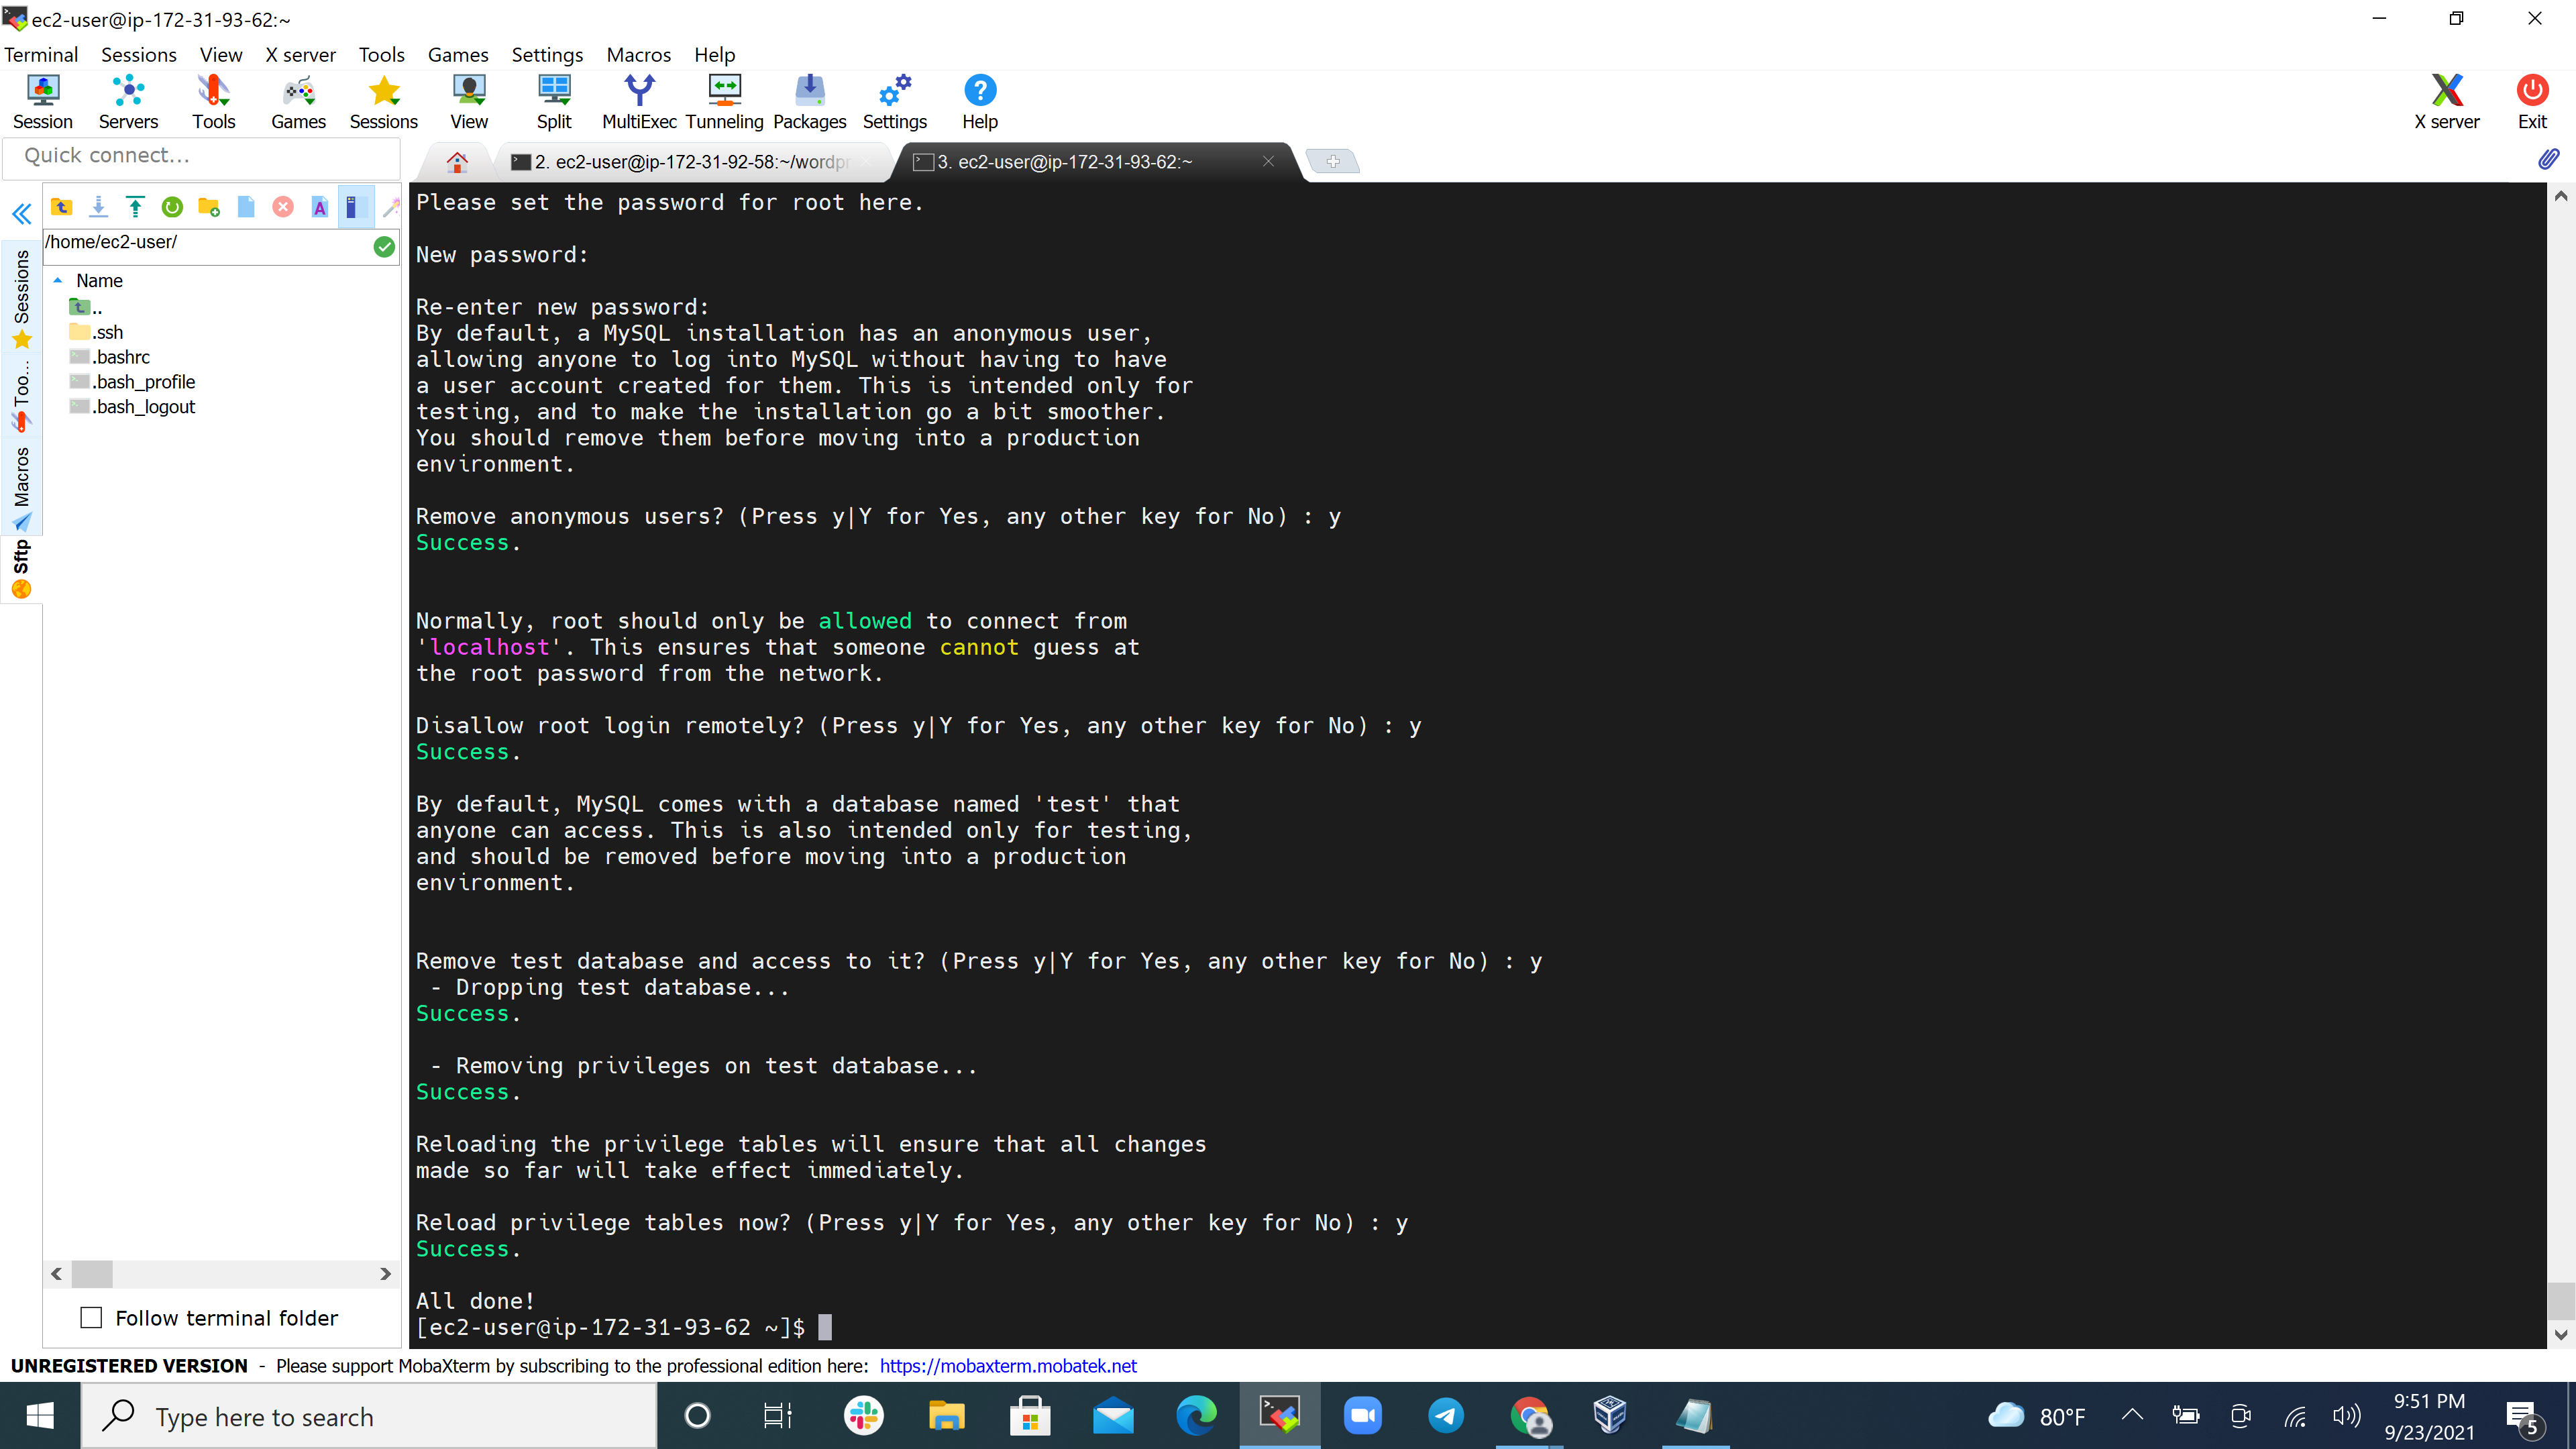 ec2-user@ip-172-31-93-62:~
Terminal Sessions View X server Tools Games Settings Macros Help
Session Servers Tools Games Sessions View Split MultiExec Tunneling Packages Settings Help X server Exit
Quick connect...
2. ec2-user@ip-172-31-92-58:~/wordpr
3. ec2-user@ip-172-31-93-62:~
/home/ec2-user/
Name
..
.ssh
.bashrc
.bash_profile
.bash_logout
Sessions
Too...
Macros
Sftp
Follow terminal folder
Please set the password for root here.
New password:
Re-enter new password:
By default, a MySQL installation has an anonymous user,
allowing anyone to log into MySQL without having to have
a user account created for them. This is intended only for
testing, and to make the installation go a bit smoother.
You should remove them before moving into a production
environment.
Remove anonymous users? (Press y|Y for Yes, any other key for No) : y
Success.
Normally, root should only be allowed to connect from
'localhost'. This ensures that someone cannot guess at
the root password from the network.
Disallow root login remotely? (Press y|Y for Yes, any other key for No) : y
Success.
By default, MySQL comes with a database named 'test' that
anyone can access. This is also intended only for testing,
and should be removed before moving into a production
environment.
Remove test database and access to it? (Press y|Y for Yes, any other key for No) : y
- Dropping test database...
Success.
- Removing privileges on test database...
Success.
Reloading the privilege tables will ensure that all changes
made so far will take effect immediately.
Reload privilege tables now? (Press y|Y for Yes, any other key for No) : y
Success.
All done!
[ec2-user@ip-172-31-93-62 ~]$
UNREGISTERED VERSION - Please support MobaXterm by subscribing to the professional edition here: https://mobaxterm.mobatek.net
Type here to search
80°F
9:51 PM
9/23/2021
5